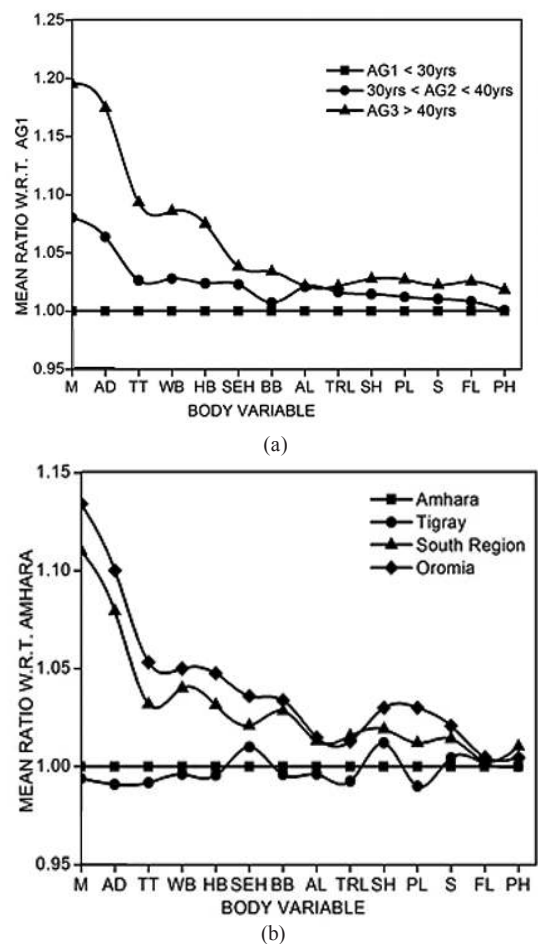 1.25
1.20
1.15
1.10
1.05
1.00
0.95
MEAN RATIO W.R.T. AG1
AG1 < 30yrs
30yrs < AG2 < 40yrs
AG3 > 40yrs
M AD TT WB HB SEH BB AL TRL SH PL S FL PH
BODY VARIABLE
(a)
1.15
1.10
1.05
1.00
0.95
MEAN RATIO W.R.T. AMHARA
Amhara
Tigray
South Region
Oromia
M AD TT WB HB SEH BB AL TRL SH PL S FL PH
BODY VARIABLE
(b)